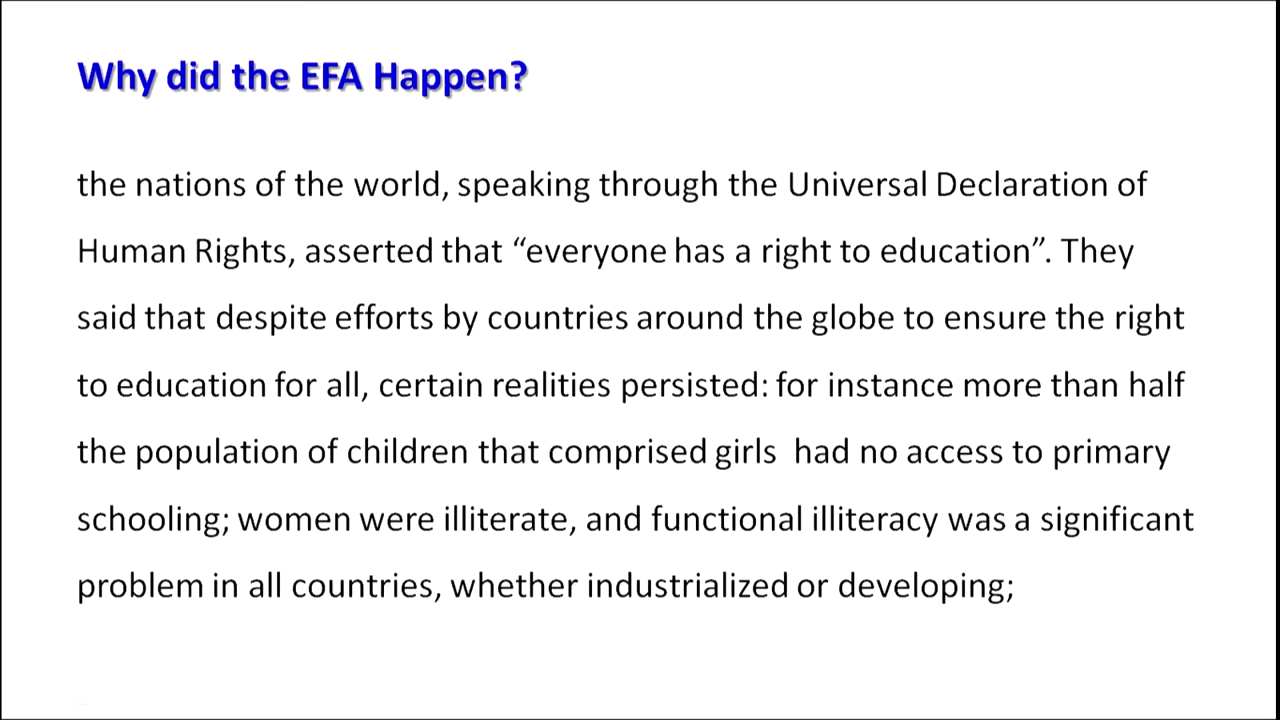 Why did the EFA Happen?
the nations of the world, speaking through the Universal Declaration of
Human Rights, asserted that “everyone has a right to education”. They
said that despite efforts by countries around the globe to ensure the right
to education for all, certain realities persisted: for instance more than half
the population of children that comprised girls  had no access to primary
schooling; women were illiterate, and functional illiteracy was a significant
problem in all countries, whether industrialized or developing;